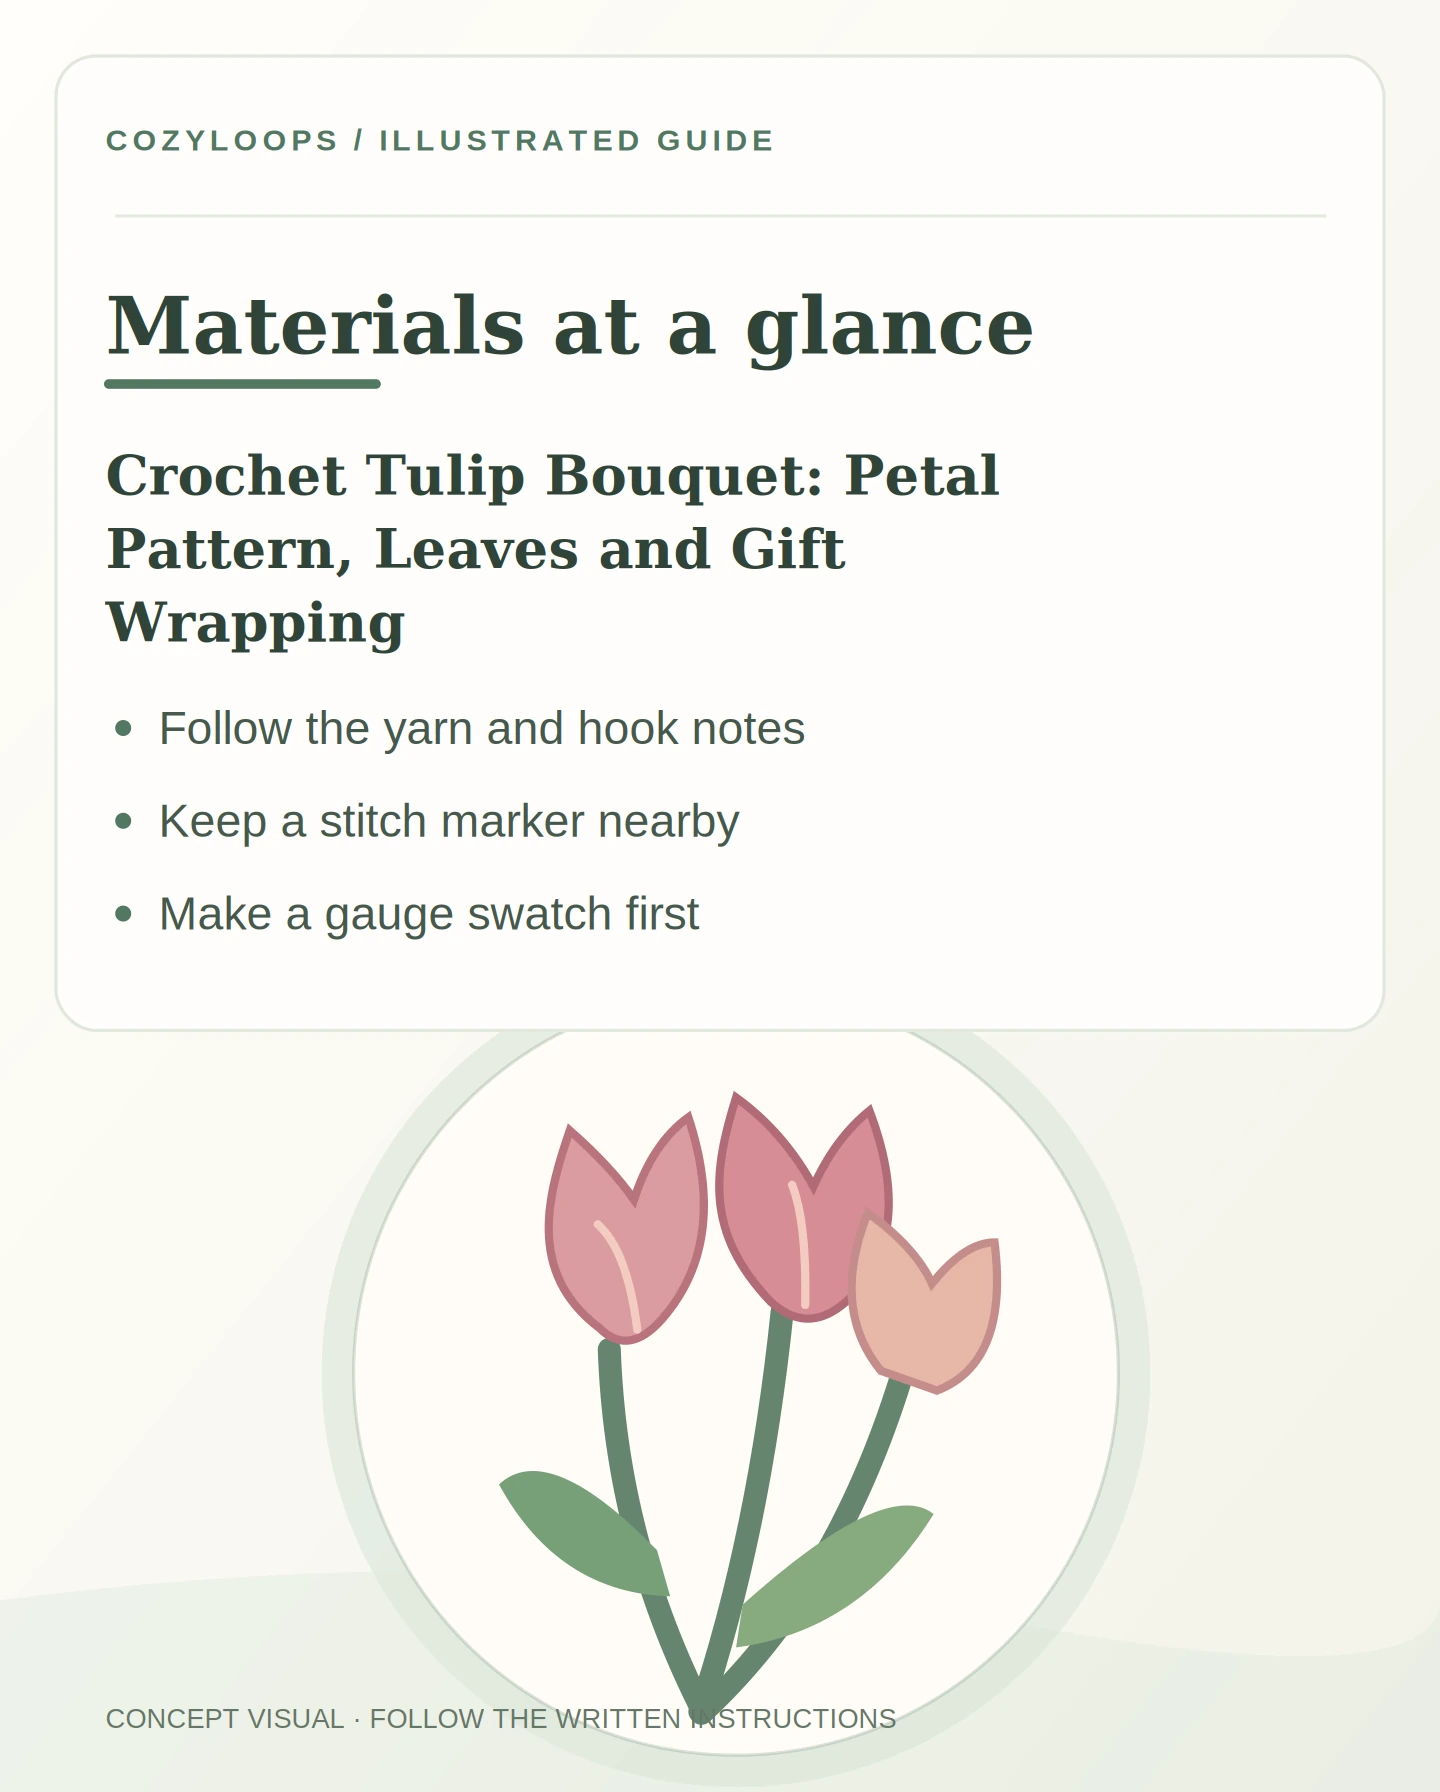 COZYLOOPS / ILLUSTRATED GUIDE
Materials at a glance
Crochet Tulip Bouquet: Petal
Pattern, Leaves and Gift
Wrapping
• Follow the yarn and hook notes
• Keep a stitch marker nearby
• Make a gauge swatch first
CONCEPT VISUAL · FOLLOW THE WRITTEN INSTRUCTIONS